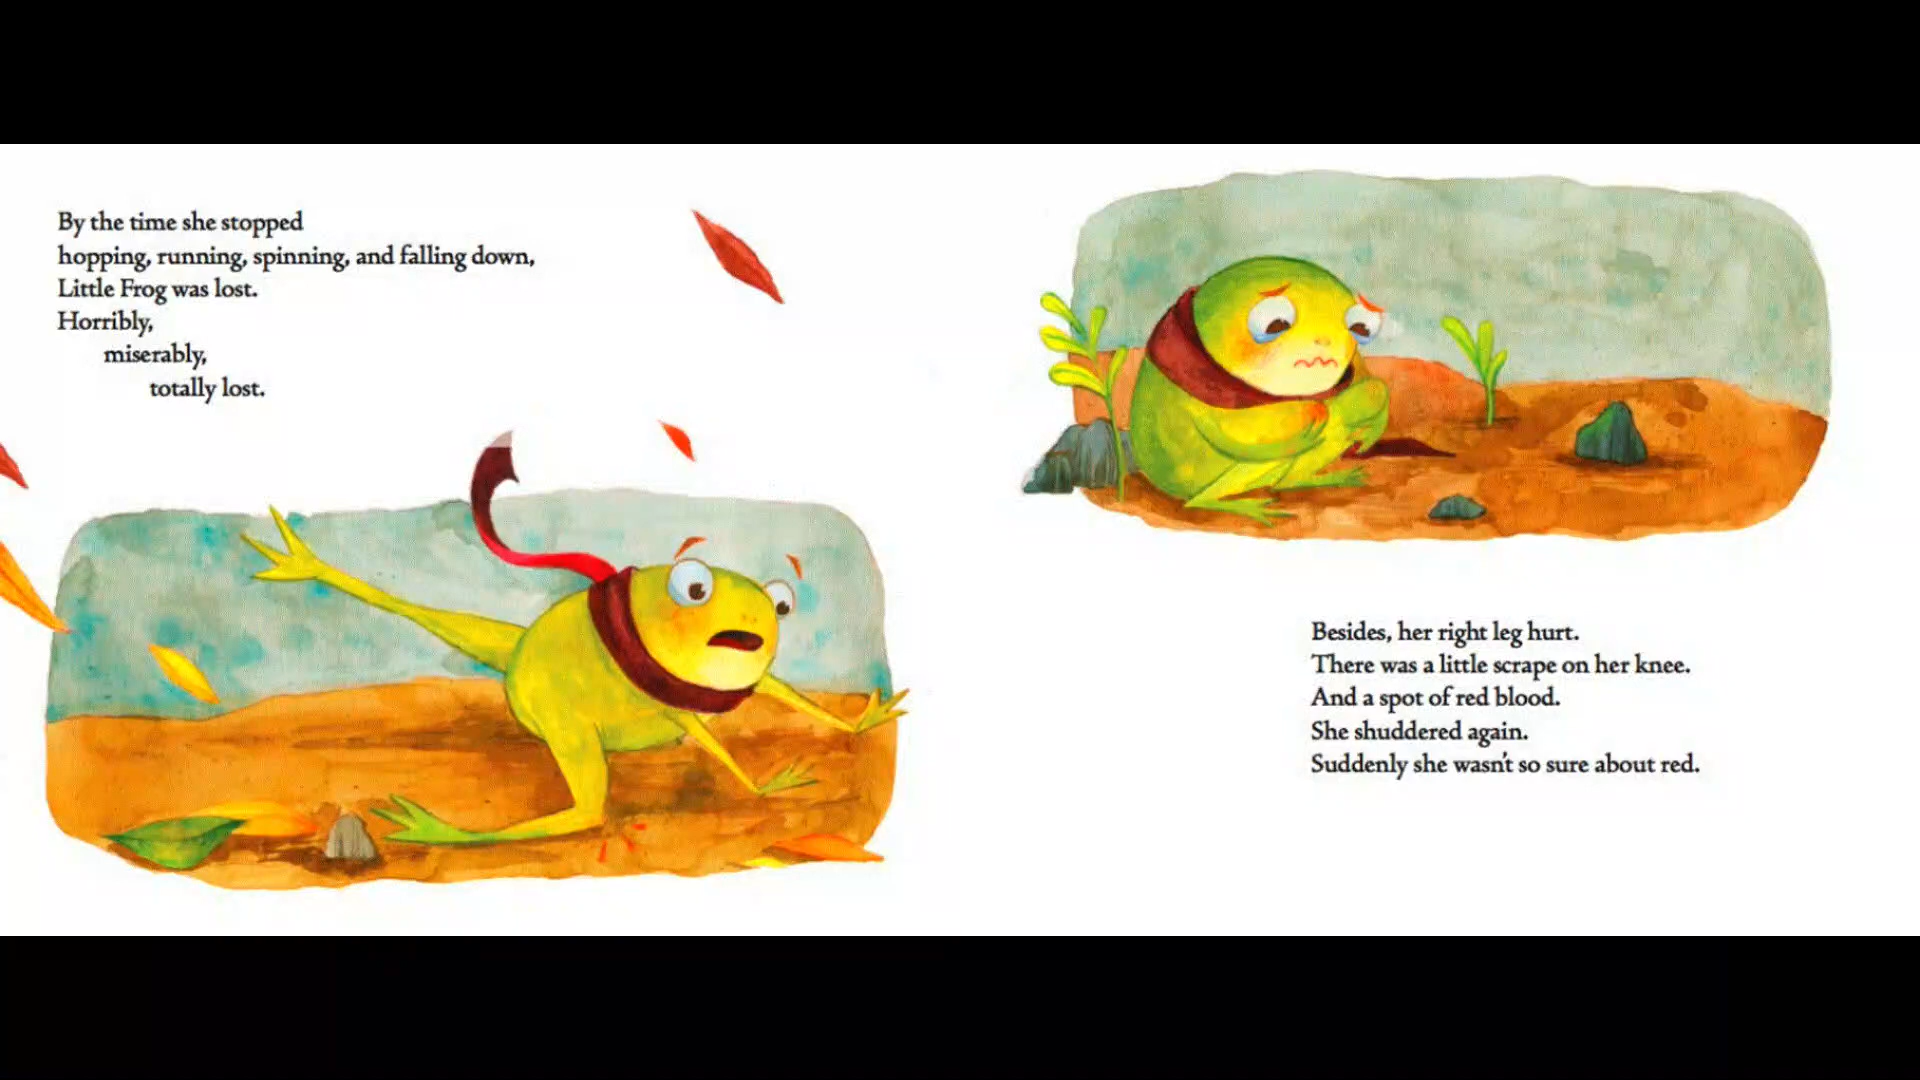 By the time she stopped
hopping, running, spinning, and falling down,
Little Frog was lost.
Horribly,
miserably,
totally lost.
Besides, her right leg hurt.
There was a little scrape on her knee.
And a spot of red blood.
She shuddered again.
Suddenly she wasn't so sure about red.